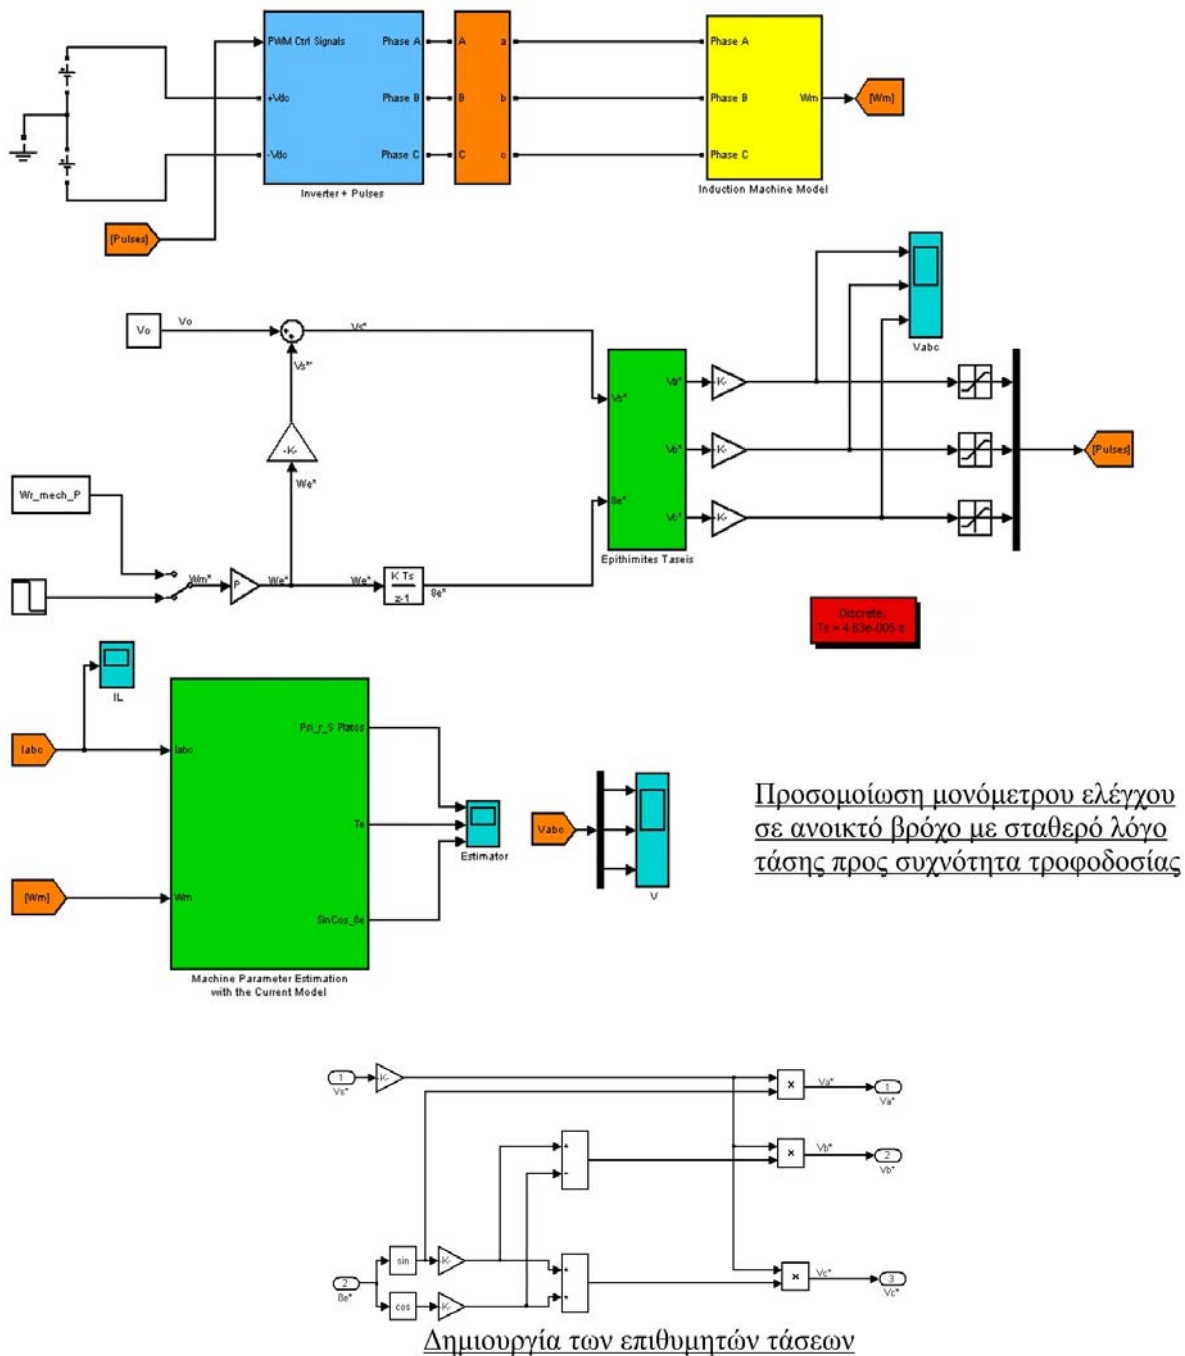 PWM Ctrl Signals
+Vdc
-Vdc
Phase A
Phase B
Phase C
Inverter + Pulses
A
B
C
a
b
c
Phase A
Phase B
Phase C
Wm
Induction Machine Model
[Wm]
[Pulses]
Vo
Vo
Vs*
Vs**
-K-
We*
Wr_mech_P
Wm*
P
We*
We*
K Ts
z-1
θe*
Vs*
θe*
Va*
Vb*
Vc*
Epithimites Taseis
-K-
-K-
-K-
Vabc
[Pulses]
Discrete,
Ts = 4.63e-005 s
IL
Iabc
[Wm]
Iabc
Wm
Psi_r_S Platos
Te
SinCos_θe
Machine Parameter Estimation
with the Current Model
Estimator
Vabc
V
Προσομοίωση μονόμετρου ελέγχου
σε ανοικτό βρόχο με σταθερό λόγο
τάσης προς συχνότητα τροφοδοσίας
1
Vs*
-K-
×
Va*
1
Va*
×
Vb*
2
Vb*
2
θe*
sin
cos
-K-
-K-
×
Vc*
3
Vc*
Δημιουργία των επιθυμητών τάσεων